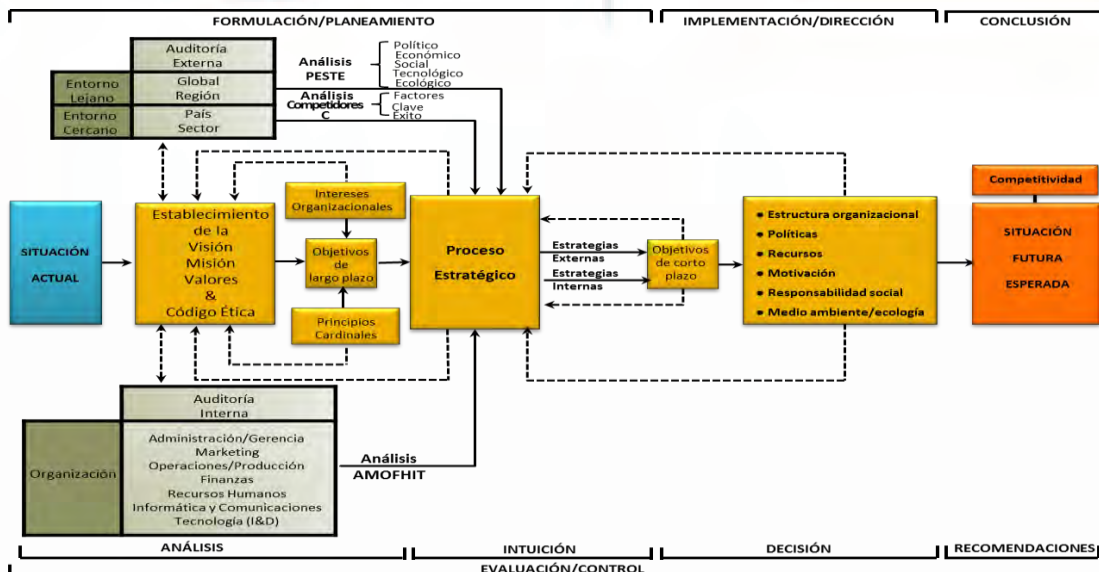 FORMULACIÓN/PLANEAMIENTO
IMPLEMENTACIÓN/DIRECCIÓN
CONCLUSIÓN
Auditoría
Externa
Entorno
Lejano
Global
Región
Entorno
Cercano
País
Sector
Análisis
PESTE
Político
Económico
Social
Tecnológico
Ecológico
Análisis
Competidores
C
Factores
Clave
Éxito
SITUACIÓN
ACTUAL
Establecimiento
de la
Visión
Misión
Valores
&
Código Ética
Intereses
Organizacionales
Objetivos
de
largo plazo
Principios
Cardinales
Proceso
Estratégico
Estrategias
Externas
Estrategias
Internas
Objetivos
de corto
plazo
• Estructura organizacional
• Políticas
• Recursos
• Motivación
• Responsabilidad social
• Medio ambiente/ecología
Competitividad
SITUACIÓN
FUTURA
ESPERADA
Auditoría
Interna
Organización
Administración/Gerencia
Marketing
Operaciones/Producción
Finanzas
Recursos Humanos
Informática y Comunicaciones
Tecnología (I&D)
Análisis
AMOFHIT
ANÁLISIS
INTUICIÓN
DECISIÓN
RECOMENDACIONES
EVALUACIÓN/CONTROL